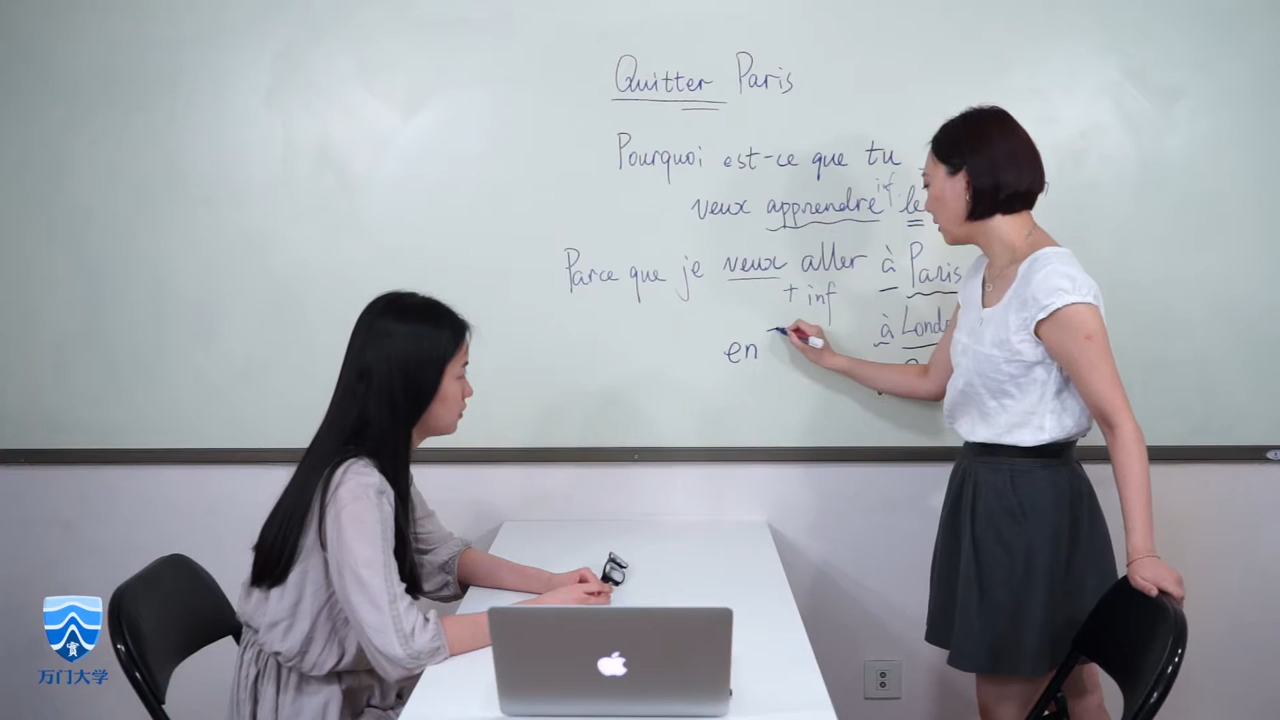 Quitter Paris
Pourquoi est-ce que tu
inf.
veux apprendre le
Parce que je veux aller à Paris
+ inf
à Lond
en
万门大学